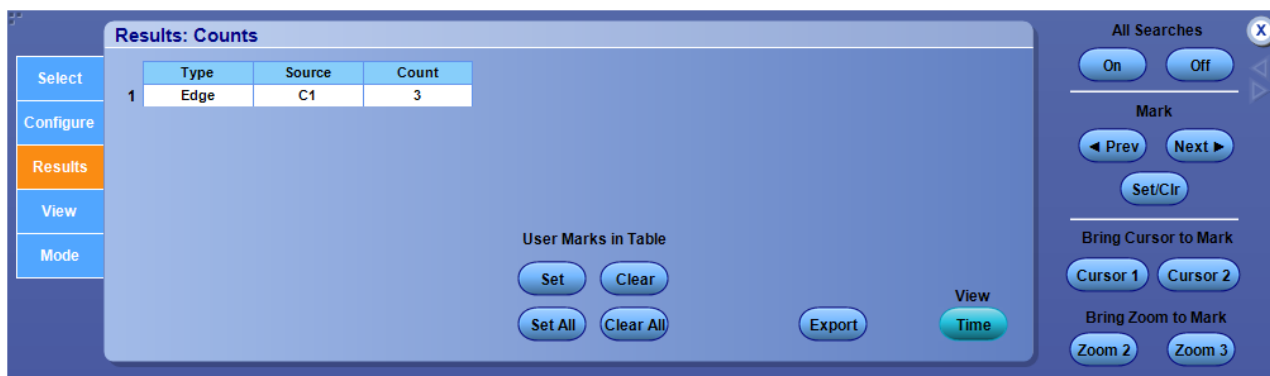 Results: Counts
Select
Configure
Results
View
Mode
Type Source Count
1 Edge C1 3
User Marks in Table
Set Clear
Set All Clear All
Export
View
Time
All Searches
On Off
X
Mark
◄ Prev Next ►
Set/Clr
Bring Cursor to Mark
Cursor 1 Cursor 2
Bring Zoom to Mark
Zoom 2 Zoom 3